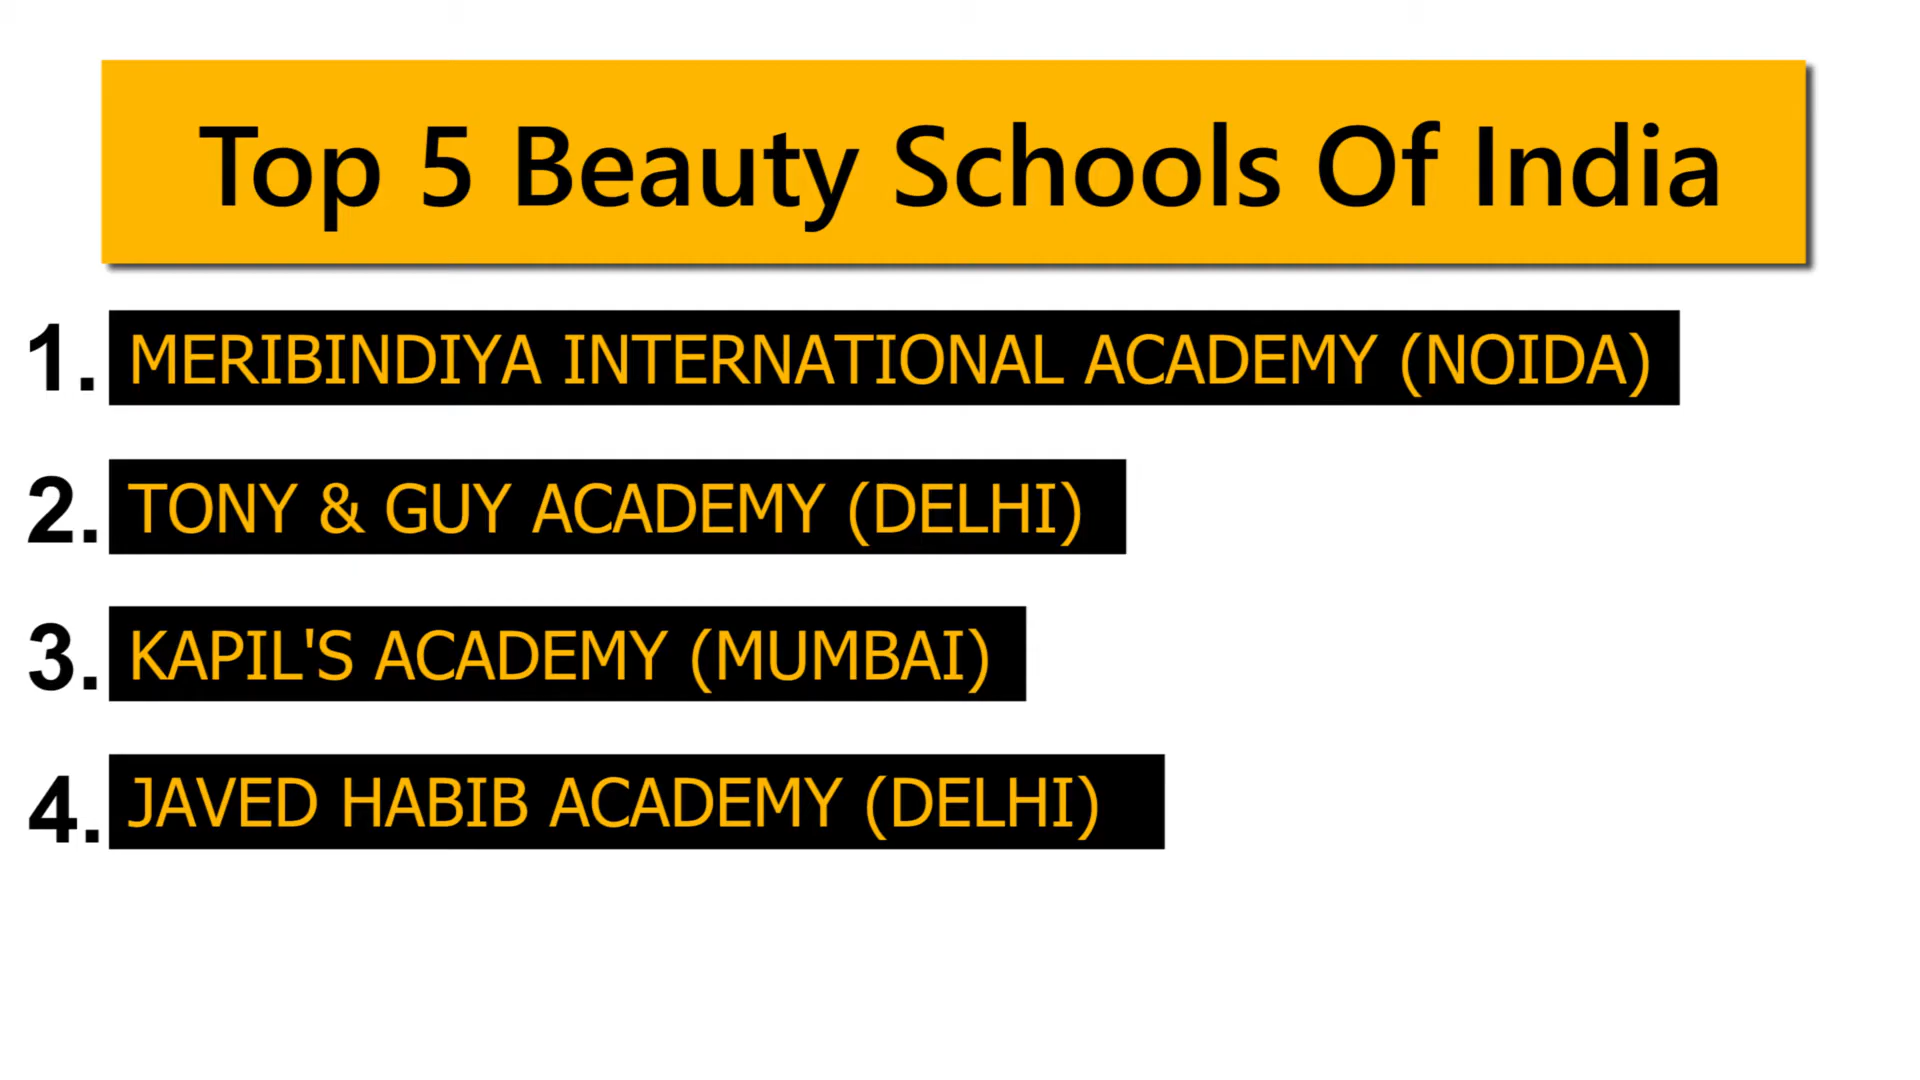 Top 5 Beauty Schools Of India
1. MERIBINDIYA INTERNATIONAL ACADEMY (NOIDA)
2. TONY & GUY ACADEMY (DELHI)
3. KAPIL'S ACADEMY (MUMBAI)
4. JAVED HABIB ACADEMY (DELHI)